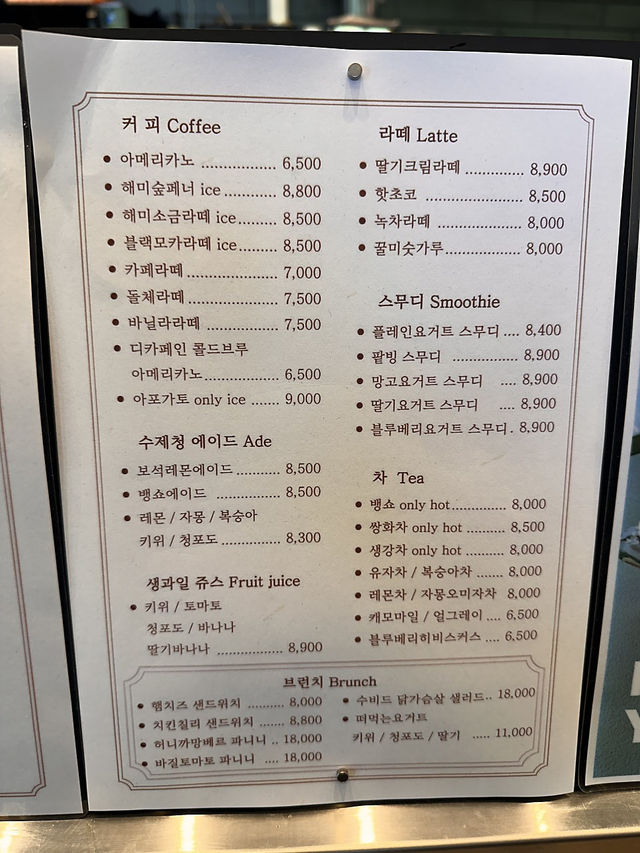 커 피 Coffee
아메리카노 .................. 6,500
해미숲페너 ice ............. 8,800
해미소금라떼 ice......... 8,500
블랙모카라떼 ice......... 8,500
카페라떼 ....................... 7,000
돌체라떼 ....................... 7,500
바닐라라떼 .................. 7,500
디카페인 콜드브루
아메리카노.................. 6,500
아포가토 only ice ....... 9,000
수제청 에이드 Ade
보석레몬에이드 ............ 8,500
뱅쇼에이드 ................ 8,500
레몬 / 자몽 / 복숭아
키위 / 청포도 ............... 8,300
생과일 쥬스 Fruit juice
키위 / 토마토
청포도 / 바나나
딸기바나나 ................. 8,900
라떼 Latte
딸기크림라떼 .............. 8,900
핫초코 ....................... 8,500
녹차라떼 .................... 8,000
꿀미숫가루................... 8,000
스무디 Smoothie
플레인요거트 스무디 .... 8,400
팥빙 스무디 ................. 8,900
망고요거트 스무디 .... 8,900
딸기요거트 스무디 .... 8,900
블루베리요거트 스무디. 8,900
차 Tea
뱅쇼 only hot.............. 8,000
쌍화차 only hot ........... 8,500
생강차 only hot ........... 8,000
유자차 / 복숭아차 ....... 8,000
레몬차 / 자몽오미자차 8,000
캐모마일 / 얼그레이 .... 6,500
블루베리히비스커스 .... 6,500
브런치 Brunch
햄치즈 샌드위치 .......... 8,000
치킨칠리 샌드위치 ....... 8,800
허니까망베르 파니니 .. 18,000
바질토마토 파니니 .... 18,000
수비드 닭가슴살 샐러드.. 18,000
떠먹는요거트
키위 / 청포도 / 딸기 ..... 11,000